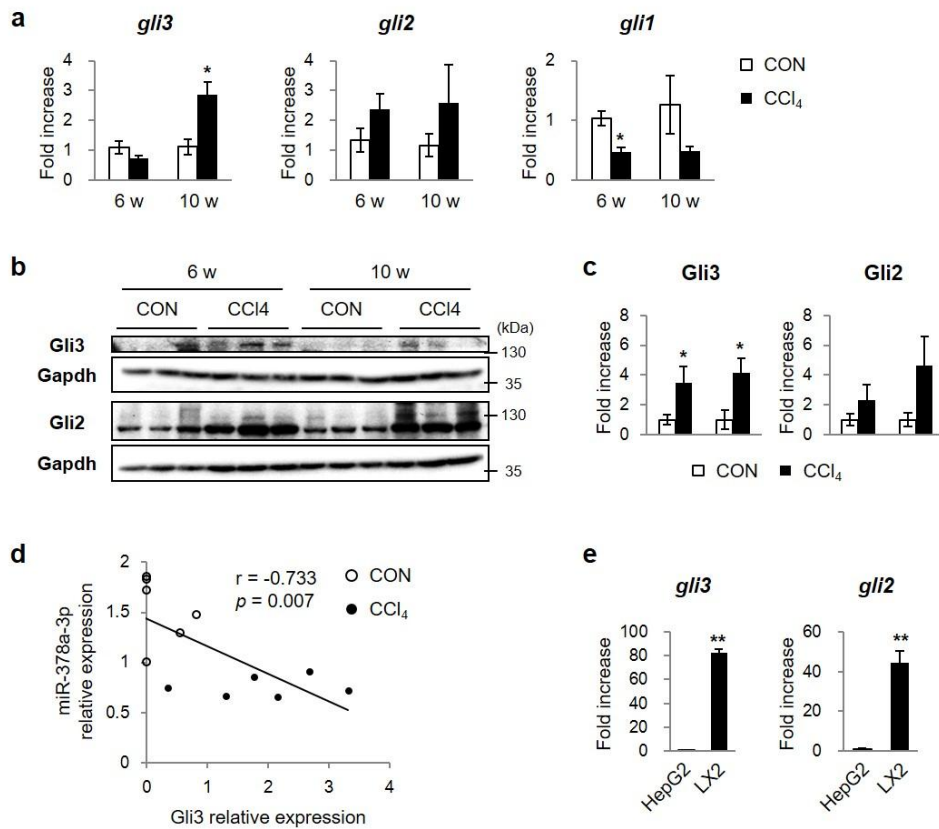 a
gli3
gli2
gli1
Fold increase
4
3
2
1
0
6 w
10 w
Fold increase
4
3
2
1
0
6 w
10 w
Fold increase
2
1
0
6 w
10 w
*
*
CON
CCl₄
b
6 w
10 w
CON
CCl4
CON
CCl4
(kDa)
Gli3
130
Gapdh
35
Gli2
130
Gapdh
35
c
Gli3
Gli2
Fold increase
8
6
4
2
0
*
*
Fold increase
8
6
4
2
0
CON
CCl₄
d
miR-378a-3p
relative expression
2
1.5
1
0.5
0
r = -0.733
p = 0.007
CON
CCl₄
0
1
2
3
4
Gli3 relative expression
e
gli3
gli2
Fold increase
100
80
60
40
20
0
**
HepG2
LX2
Fold increase
60
40
20
0
**
HepG2
LX2